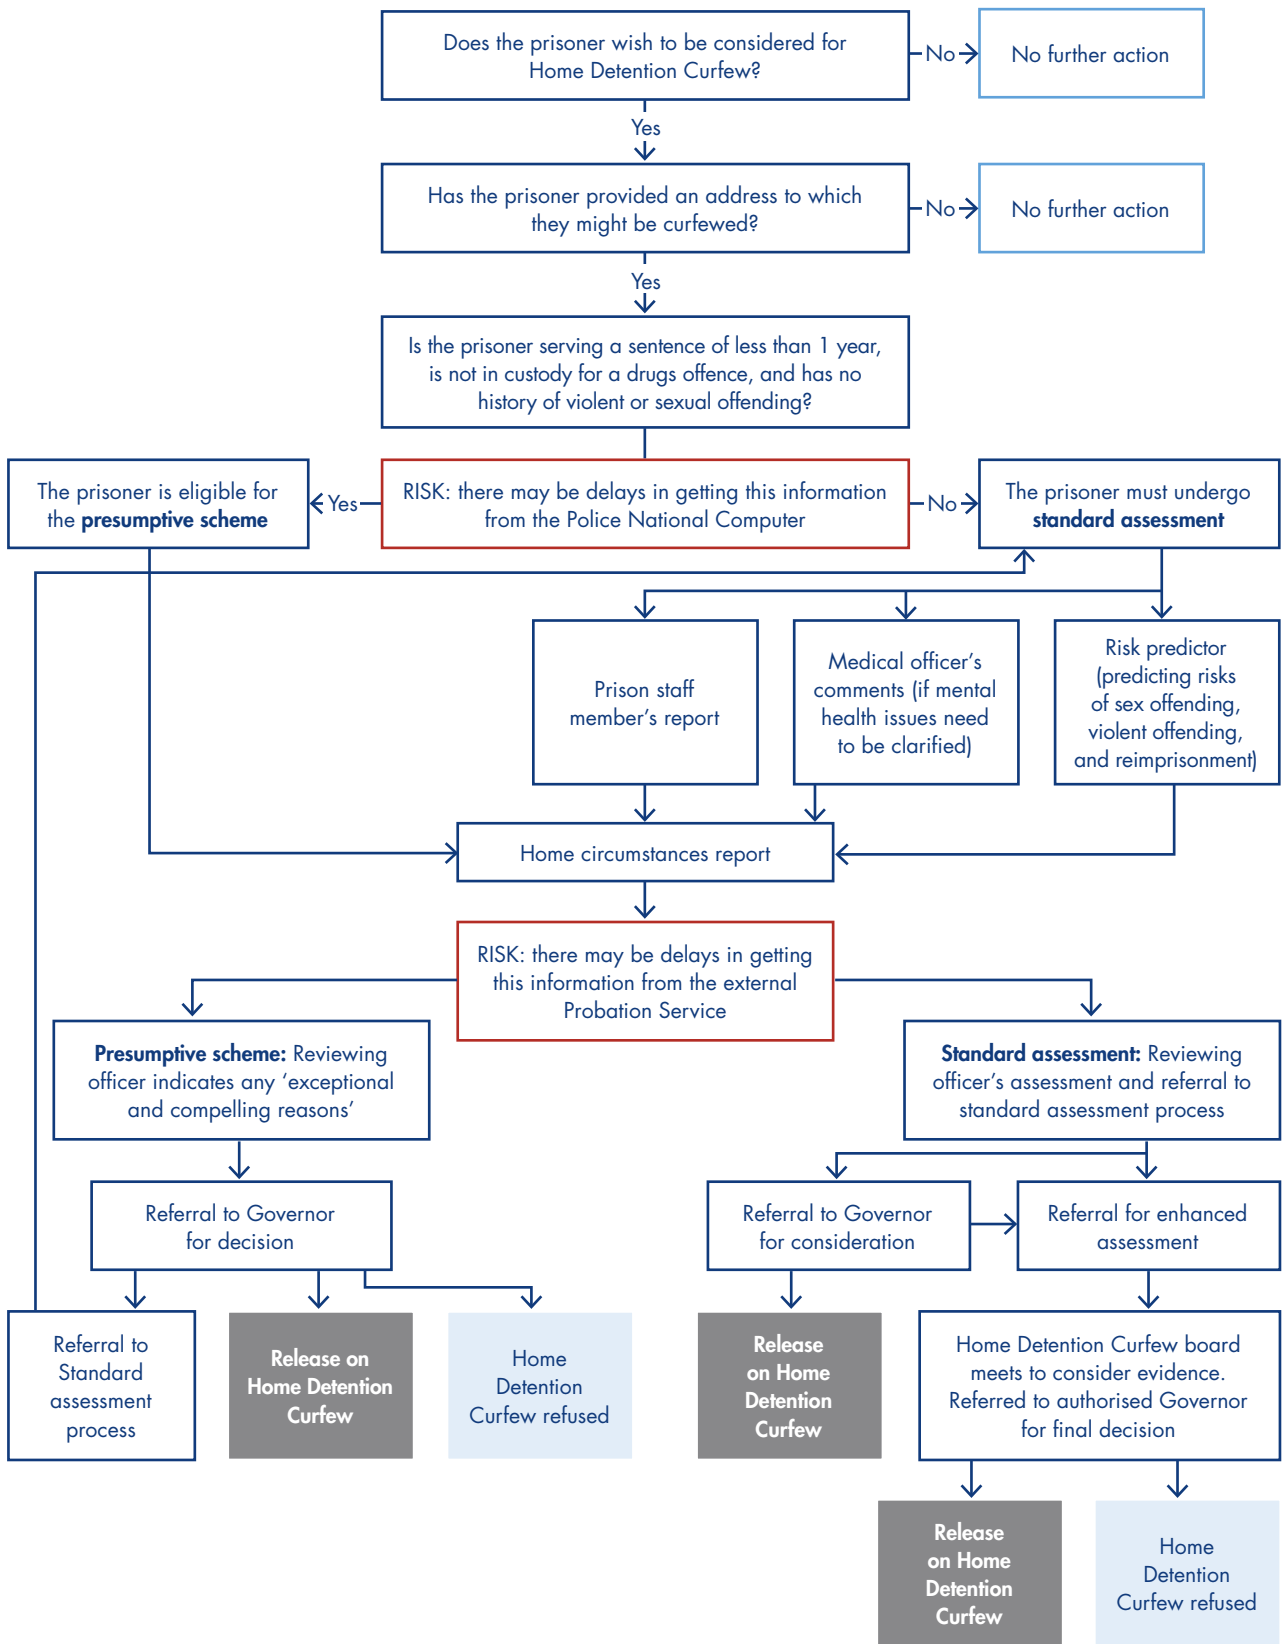 Does the prisoner wish to be considered for
Home Detention Curfew?
No
No further action
Yes
Has the prisoner provided an address to which
they might be curfewed?
No
No further action
Yes
Is the prisoner serving a sentence of less than 1 year,
is not in custody for a drugs offence, and has no
history of violent or sexual offending?
The prisoner is eligible for
the presumptive scheme
Yes
RISK: there may be delays in getting this information
from the Police National Computer
No
The prisoner must undergo
standard assessment
Prison staff
member’s report
Medical officer’s
comments (if mental
health issues need
to be clarified)
Risk predictor
(predicting risks
of sex offending,
violent offending,
and reimprisonment)
Home circumstances report
RISK: there may be delays in getting
this information from the external
Probation Service
Presumptive scheme: Reviewing
officer indicates any ‘exceptional
and compelling reasons’
Standard assessment: Reviewing
officer’s assessment and referral to
standard assessment process
Referral to Governor
for decision
Referral to Governor
for consideration
Referral for enhanced
assessment
Referral to
Standard
assessment
process
Release on
Home Detention
Curfew
Home
Detention
Curfew refused
Release
on Home
Detention
Curfew
Home Detention Curfew board
meets to consider evidence.
Referred to authorised Governor
for final decision
Release
on Home
Detention
Curfew
Home
Detention
Curfew refused